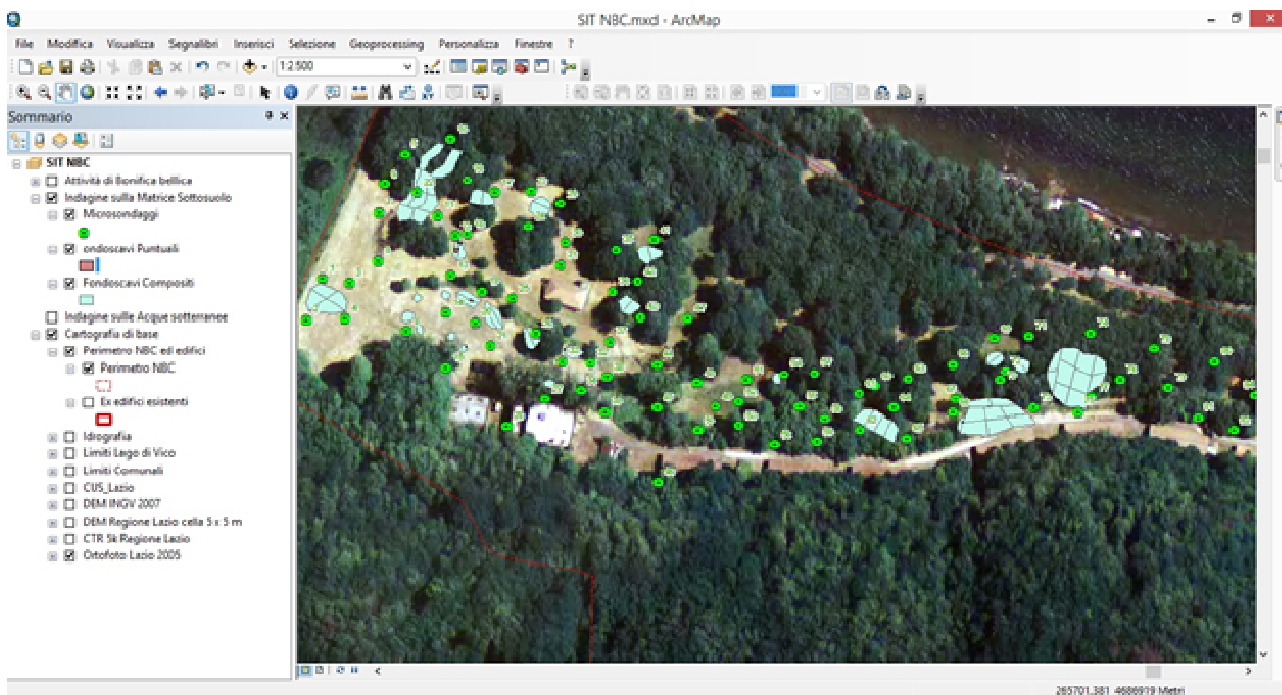 SIT NBC.mxd - ArcMap
File Modifica Visualizza Segnalibri Inserisci Selezione Geoprocessing Personalizza Finestre ?
1:2.500
Sommario
SIT NBC
Attività di Bonifica belllica
Indagine sulla Matrice Sottosuolo
Microsondaggi
ondoscavi Puntuaili
Fondoscavi Compositi
Indagine sulle Acque sotterranee
Cartografia di base
Perimetro NBC ed edifici
Perimetro NBC
Ex edifici esistenti
Idrografia
Limiti Lago di Vico
Limiti Comunali
CUS_Lazio
DEM INGV 2007
DEM Regione Lazio cella 5 x 5 m
CTR 5k Regione Lazio
Ortofoto Lazio 2005
265701,381 4686919 Metri